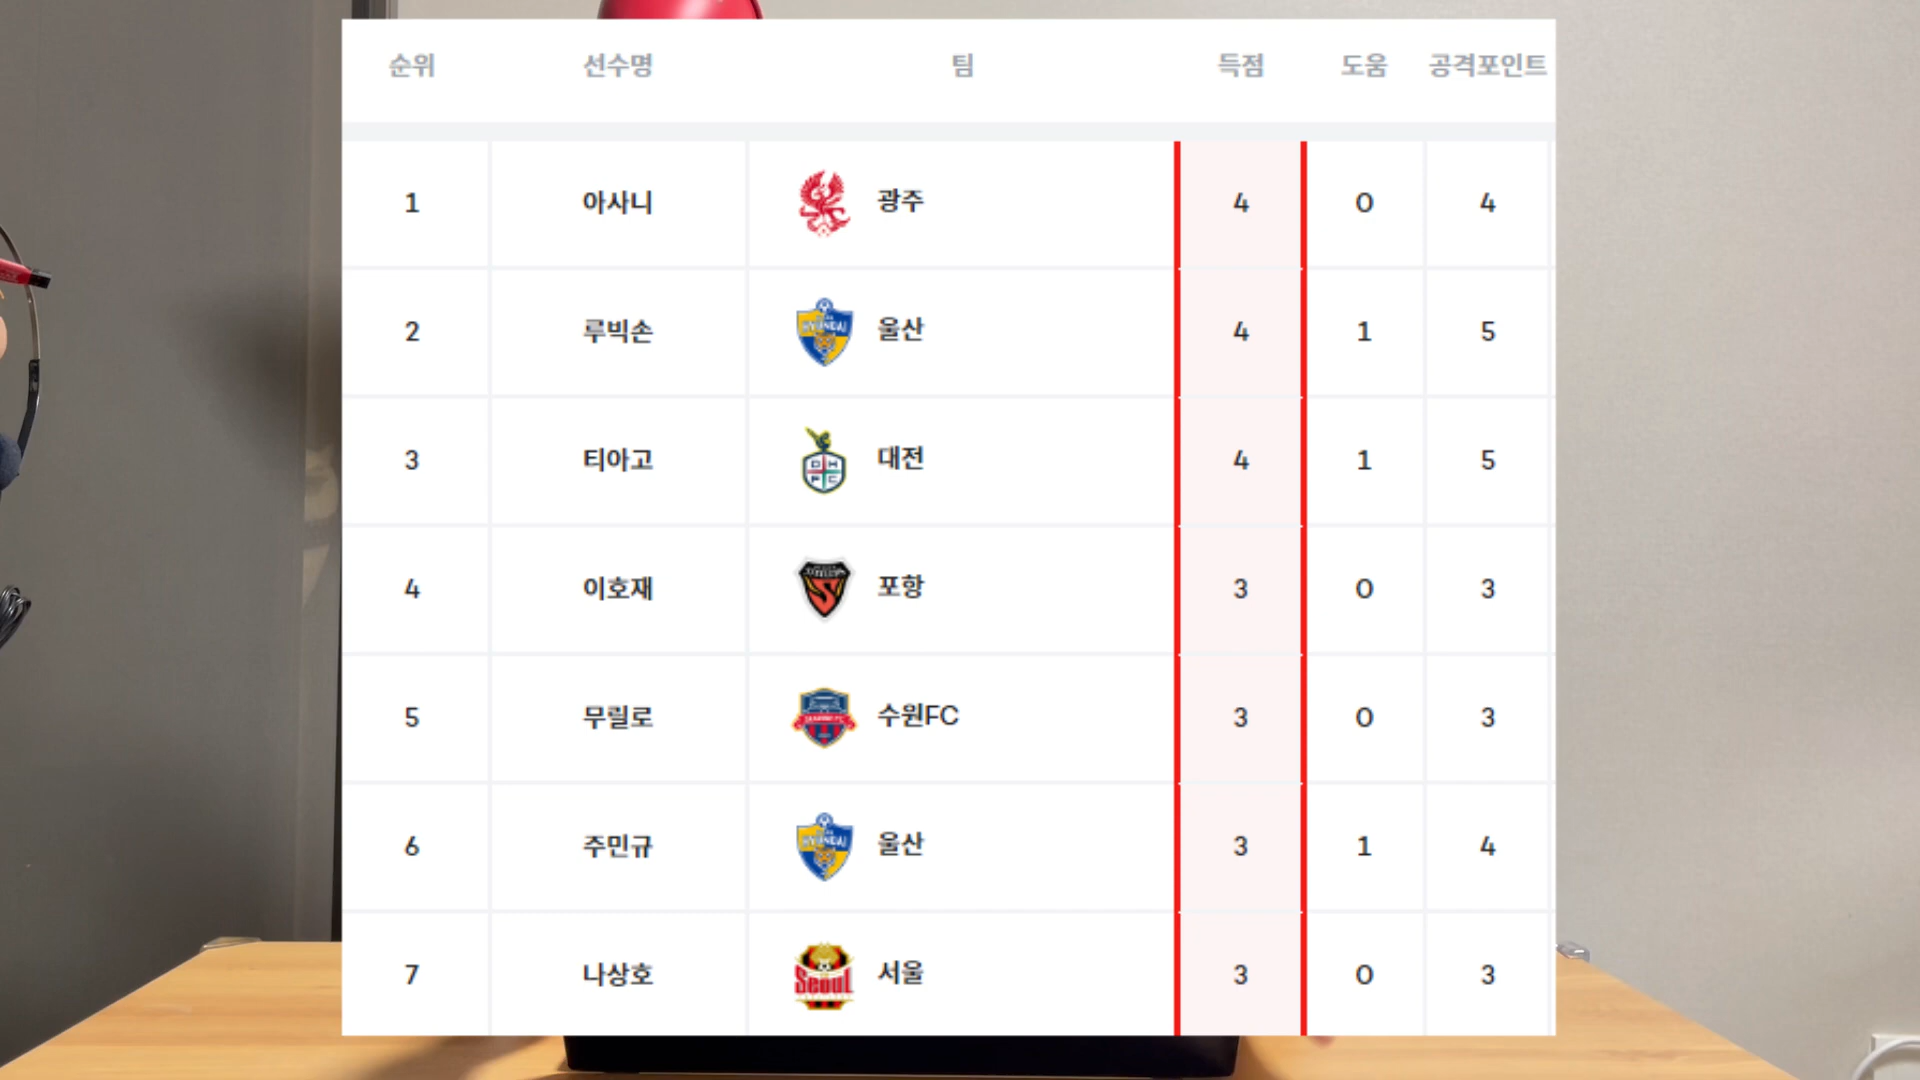 순위 선수명 팀 득점 도움 공격포인트
1 아사니 광주 4 0 4
2 루빅손 HYUNDAI 울산 4 1 5
3 티아고 DHFC 대전 4 1 5
4 이호재 포항 3 0 3
5 무릴로 수원FC 3 0 3
6 주민규 HYUNDAI 울산 3 1 4
7 나상호 Seoul 서울 3 0 3